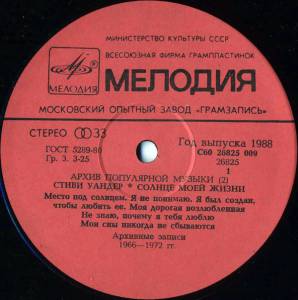 МИНИСТЕРСТВО КУЛЬТУРЫ СССР
ВСЕСОЮЗНАЯ ФИРМА ГРАМПЛАСТИНОК
МЕЛОДИЯ
МЕЛОДИЯ
МОСКОВСКИЙ ОПЫТНЫЙ ЗАВОД «ГРАМЗАПИСЬ»
СТЕРЕО 33
Год выпуска 1988
ГОСТ 5289-80
С60 26825 009
Гр. 3. 3-25
26825
1
АРХИВ ПОПУЛЯРНОЙ МУЗЫКИ (2)
СТИВИ УАНДЕР * СОЛНЦЕ МОЕЙ ЖИЗНИ
Место под солнцем. Я не понимаю. Я был создан,
чтобы любить ее. Моя дорогая возлюбленная
Не знаю, почему я тебя люблю
Мои сны никогда не сбываются
Архивные записи
1966—1972 гг.